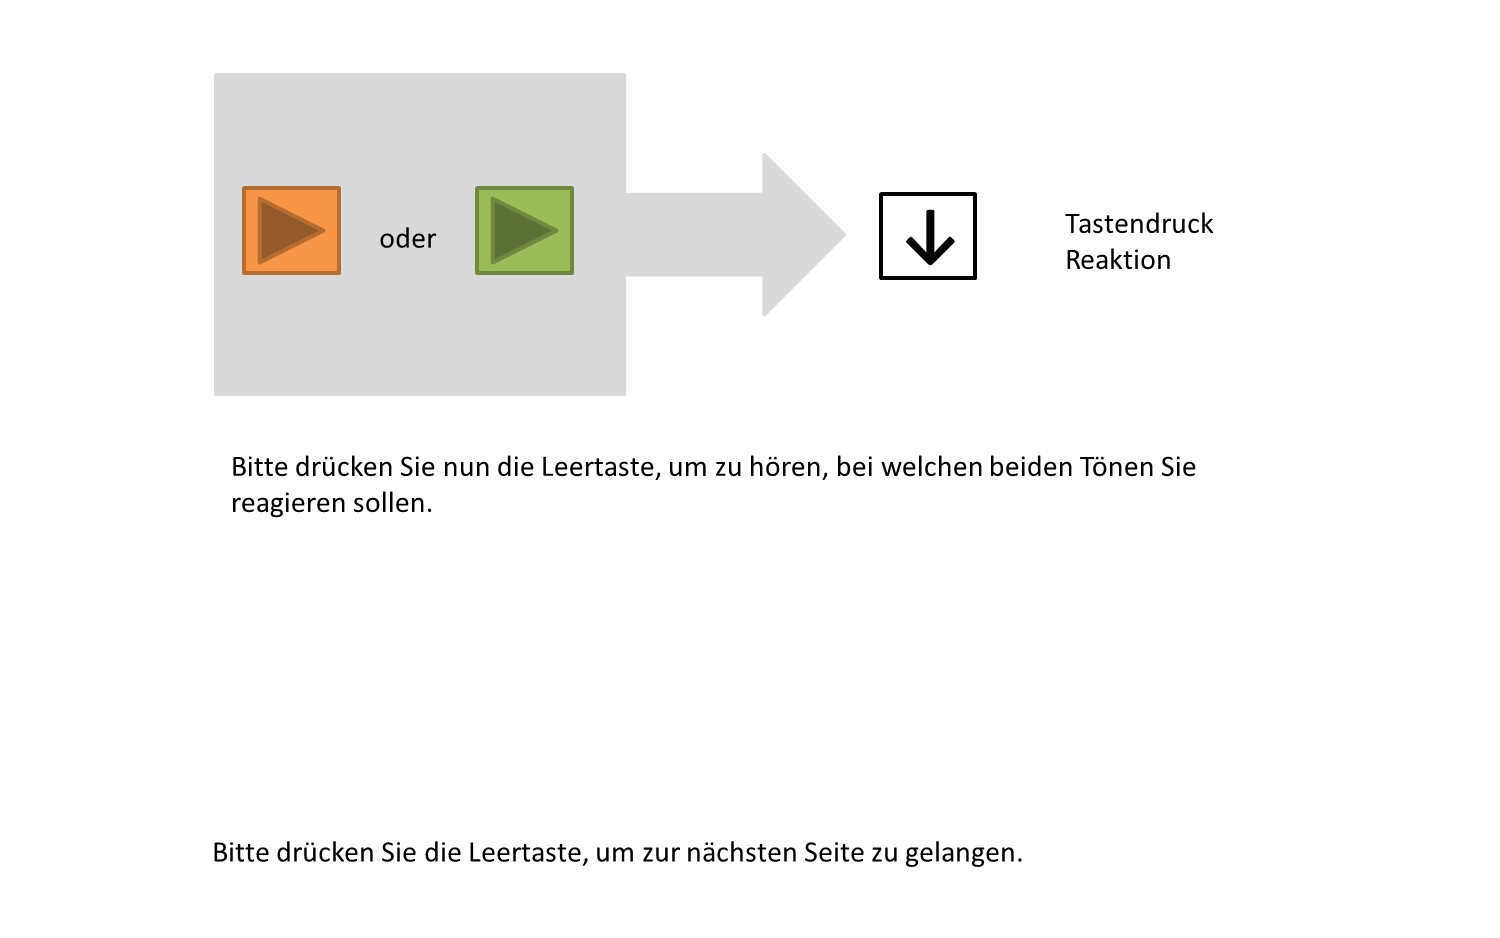 oder
Tastendruck
Reaktion
Bitte drücken Sie nun die Leertaste, um zu hören, bei welchen beiden Tönen Sie
reagieren sollen.
Bitte drücken Sie die Leertaste, um zur nächsten Seite zu gelangen.